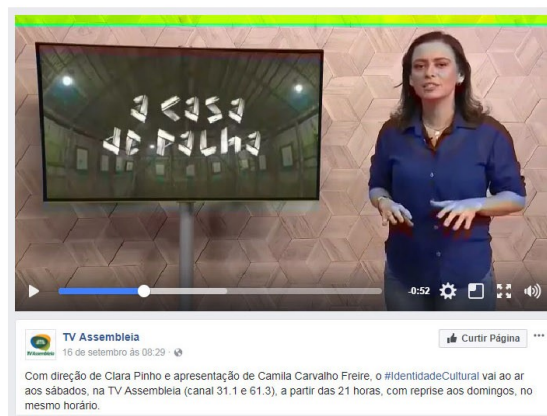 a casa
de palha
-0:52
TV Assembleia
16 de setembro às 08:29 ·
Curtir Página
Com direção de Clara Pinho e apresentação de Camila Carvalho Freire, o #IdentidadeCultural vai ao ar
aos sábados, na TV Assembleia (canal 31.1 e 61.3), a partir das 21 horas, com reprise aos domingos, no
mesmo horário.